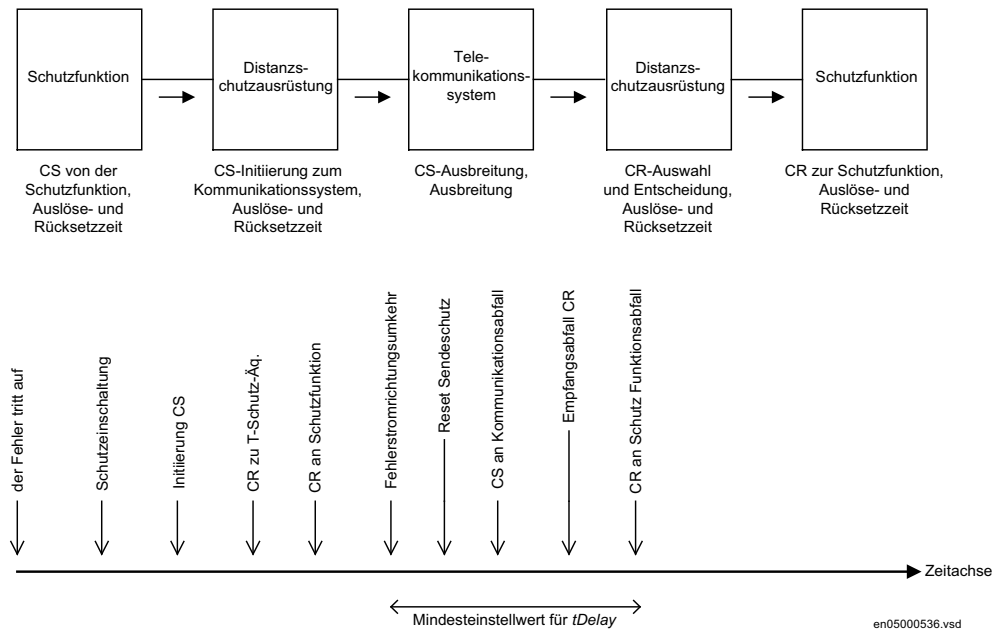 Schutzfunktion
Distanzs-
chutzausrüstung
Tele-
kommunikations-
system
Distanzs-
chutzausrüstung
Schutzfunktion
CS von der
Schutzfunktion,
Auslöse- und
Rücksetzzeit
CS-Initiierung zum
Kommunikationssystem,
Auslöse- und
Rücksetzzeit
CS-Ausbreitung,
Ausbreitung
CR-Auswahl
und Entscheidung,
Auslöse- und
Rücksetzzeit
CR zur Schutzfunktion,
Auslöse- und
Rücksetzzeit
der Fehler tritt auf
Schutzeinschaltung
Initiierung CS
CR zu T-Schutz-Äq.
CR an Schutzfunktion
Fehlerstromrichtungsumkehr
Reset Sendeschutz
CS an Kommunikationsabfall
Empfangsabfall CR
CR an Schutz Funktionsabfall
Zeitachse
Mindesteinstellwert für tDelay
en05000536.vsd